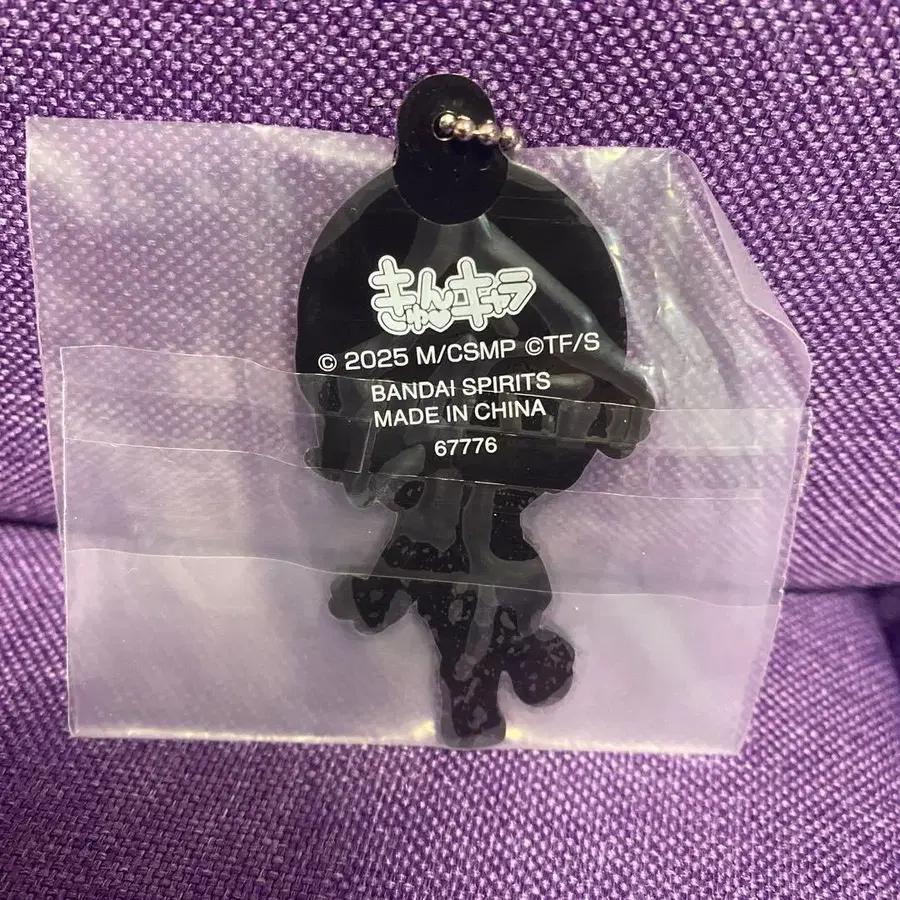 きゅんキャラ
© 2025 M/CSMP ©TF/S
BANDAI SPIRITS
MADE IN CHINA
67776